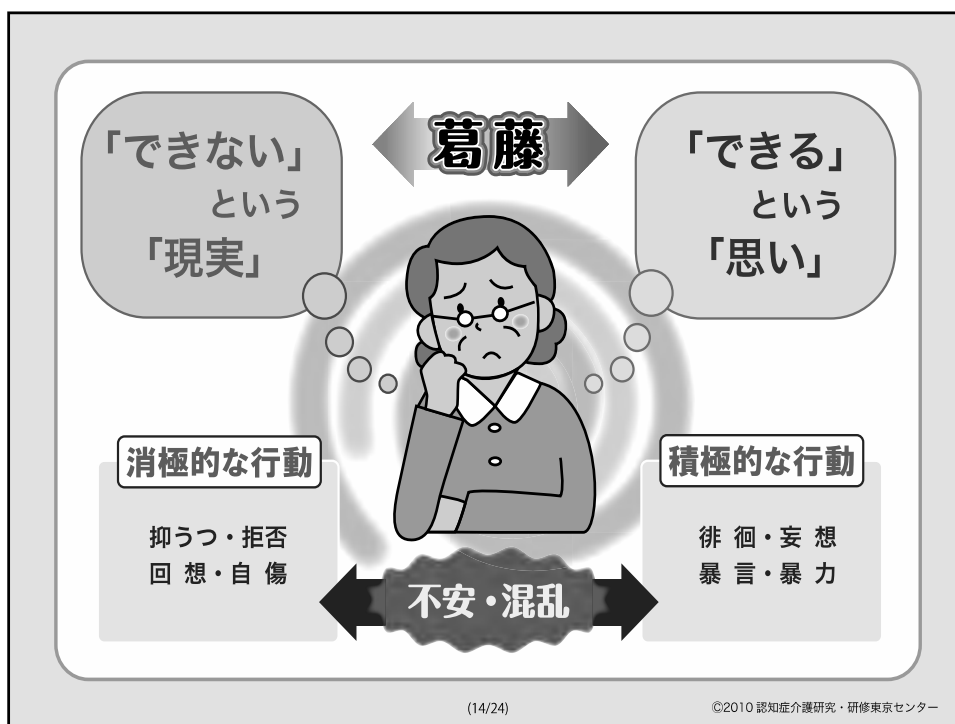 「できない」
という
「現実」
葛藤
「できる」
という
「思い」
消極的な行動
抑うつ・拒否
回想・自傷
積極的な行動
徘徊・妄想
暴言・暴力
不安・混乱
(14/24)
©2010 認知症介護研究・研修東京センター